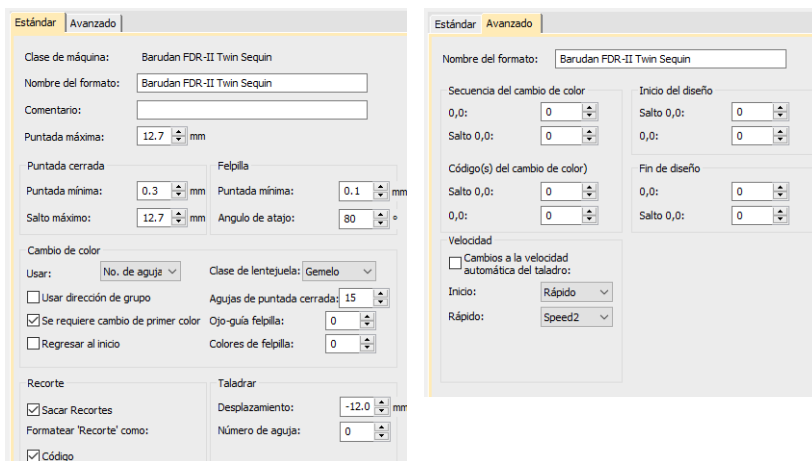 Estándar Avanzado
Clase de máquina: Barudan FDR-II Twin Sequin
Nombre del formato: Barudan FDR-II Twin Sequin
Comentario:
Puntada máxima: 12.7 mm
Puntada cerrada
Puntada mínima: 0.3 mm
Salto máximo: 12.7 mm
Felpilla
Puntada mínima: 0.1 mm
Angulo de atajo: 80 °
Cambio de color
Usar: No. de aguja
Clase de lentejuela: Gemelo
Usar dirección de grupo
Agujas de puntada cerrada: 15
Se requiere cambio de primer color
Ojo-guía felpilla: 0
Regresar al inicio
Colores de felpilla: 0
Recorte
Sacar Recortes
Formatear 'Recorte' como:
Código
Taladrar
Desplazamiento: -12.0 mm
Número de aguja: 0
Estándar Avanzado
Nombre del formato: Barudan FDR-II Twin Sequin
Secuencia del cambio de color
0,0: 0
Salto 0,0: 0
Inicio del diseño
Salto 0,0: 0
0,0: 0
Código(s) del cambio de color)
Salto 0,0: 0
0,0: 0
Fin de diseño
0,0: 0
Salto 0,0: 0
Velocidad
Cambios a la velocidad
automática del taladro:
Inicio: Rápido
Rápido: Speed2